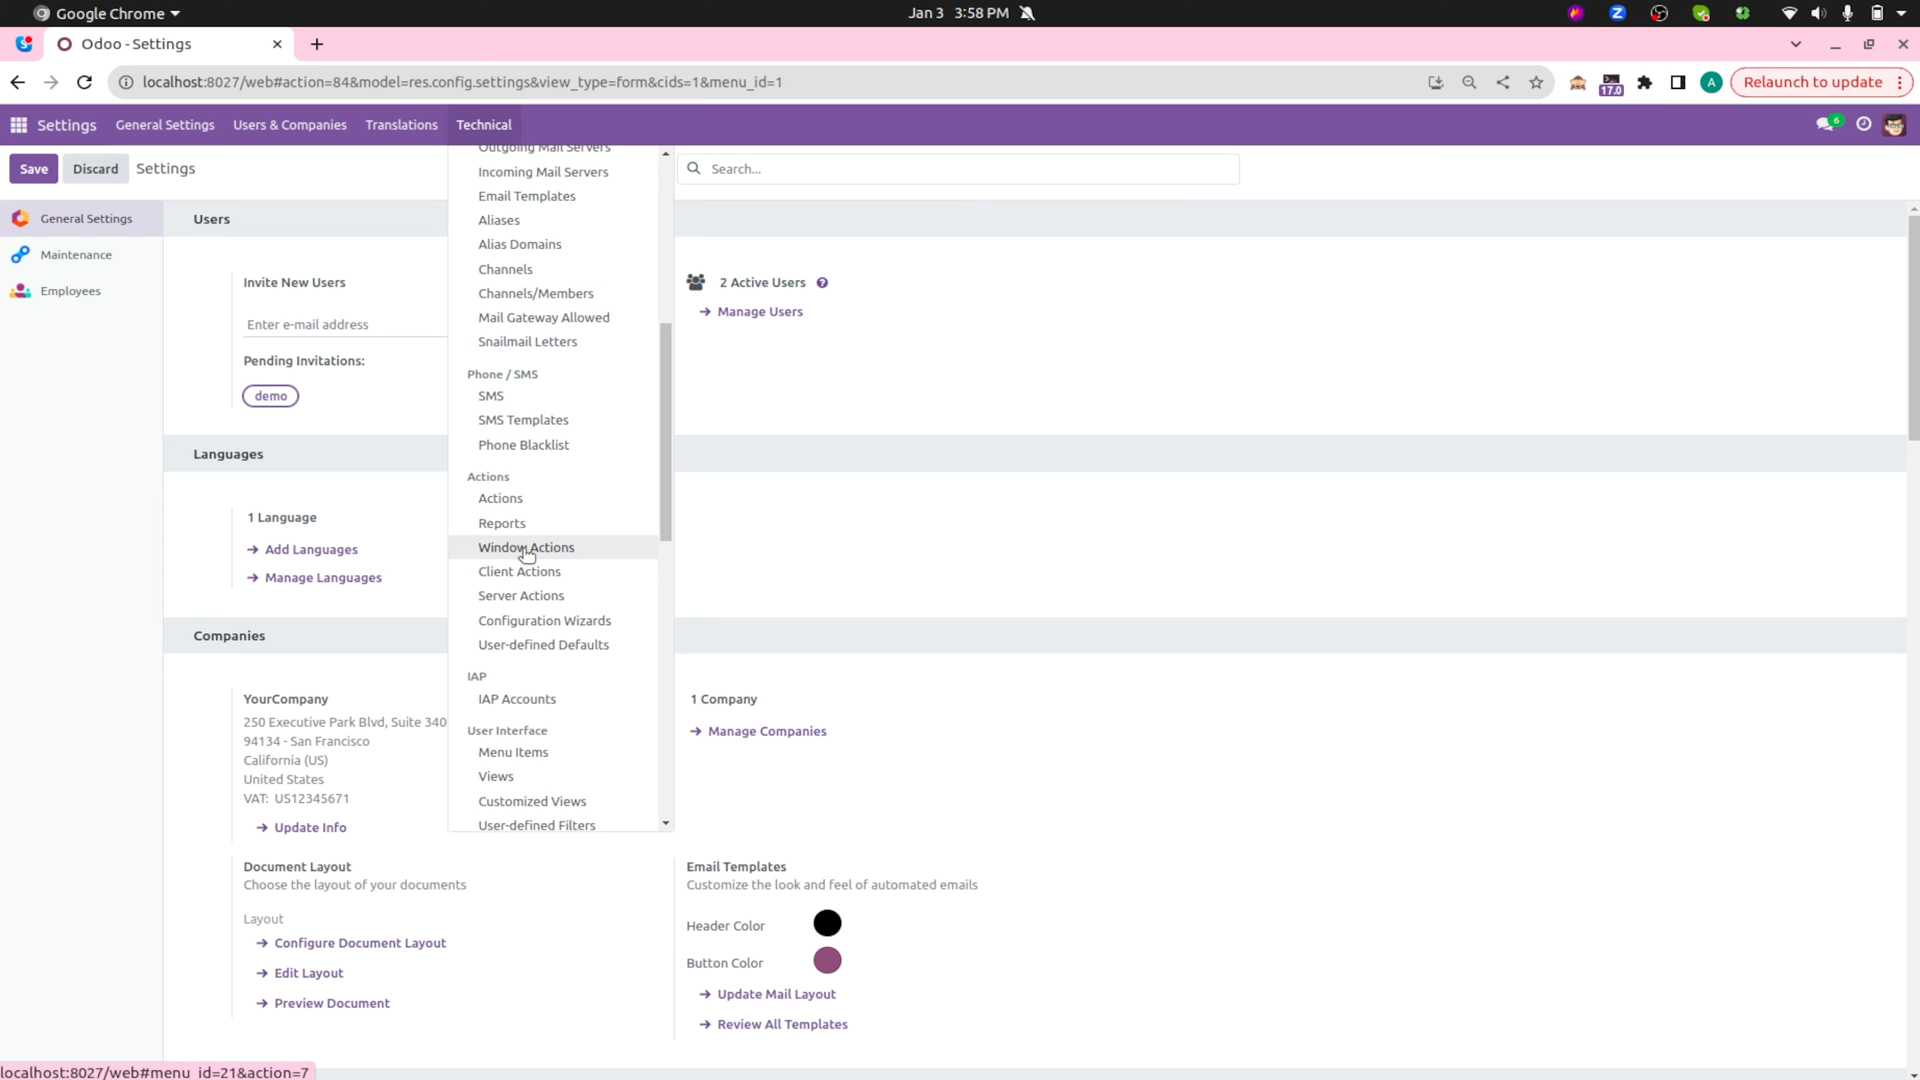 Google Chrome
Jan 3 3:58 PM
Odoo - Settings
localhost:8027/web#action=84&model=res.config.settings&view_type=form&cids=1&menu_id=1
17.0
A
Relaunch to update
Settings
General Settings
Users & Companies
Translations
Technical
6
Save
Discard
Settings
Search...
General Settings
Maintenance
Employees
Outgoing Mail Servers
Incoming Mail Servers
Email Templates
Aliases
Alias Domains
Channels
Channels/Members
Mail Gateway Allowed
Snailmail Letters
Phone / SMS
SMS
SMS Templates
Phone Blacklist
Actions
Actions
Reports
Window Actions
Client Actions
Server Actions
Configuration Wizards
User-defined Defaults
IAP
IAP Accounts
User Interface
Menu Items
Views
Customized Views
User-defined Filters
Users
Invite New Users
Enter e-mail address
Pending Invitations:
demo
2 Active Users ?
Manage Users
Languages
1 Language
Add Languages
Manage Languages
Companies
YourCompany
250 Executive Park Blvd, Suite 340
94134 - San Francisco
California (US)
United States
VAT: US12345671
Update Info
1 Company
Manage Companies
Document Layout
Choose the layout of your documents
Layout
Configure Document Layout
Edit Layout
Preview Document
Email Templates
Customize the look and feel of automated emails
Header Color
Button Color
Update Mail Layout
Review All Templates
localhost:8027/web#menu_id=21&action=7